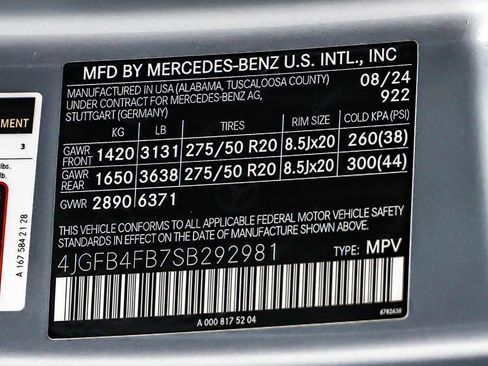 MFD BY MERCEDES-BENZ U.S. INTL., INC
MANUFACTURED IN USA (ALABAMA, TUSCALOOSA COUNTY) 08/24
UNDER CONTRACT FOR MERCEDES-BENZ AG, 922
STUTTGART (GERMANY)
KG LB TIRES RIM SIZE COLD KPA (PSI)
GAWR FRONT 1420 3131 275/50 R20 8.5Jx20 260(38)
GAWR REAR 1650 3638 275/50 R20 8.5Jx20 300(44)
GVWR 2890 6371
THIS VEHICLE CONFORMS TO ALL APPLICABLE FEDERAL MOTOR VEHICLE SAFETY
STANDARDS IN EFFECT ON THE DATE OF MANUFACTURE SHOWN ABOVE.
4JGFB4FB7SB292981 TYPE: MPV
A 000 817 52 04
6782638
3
lbs.
A 167 584 21 28